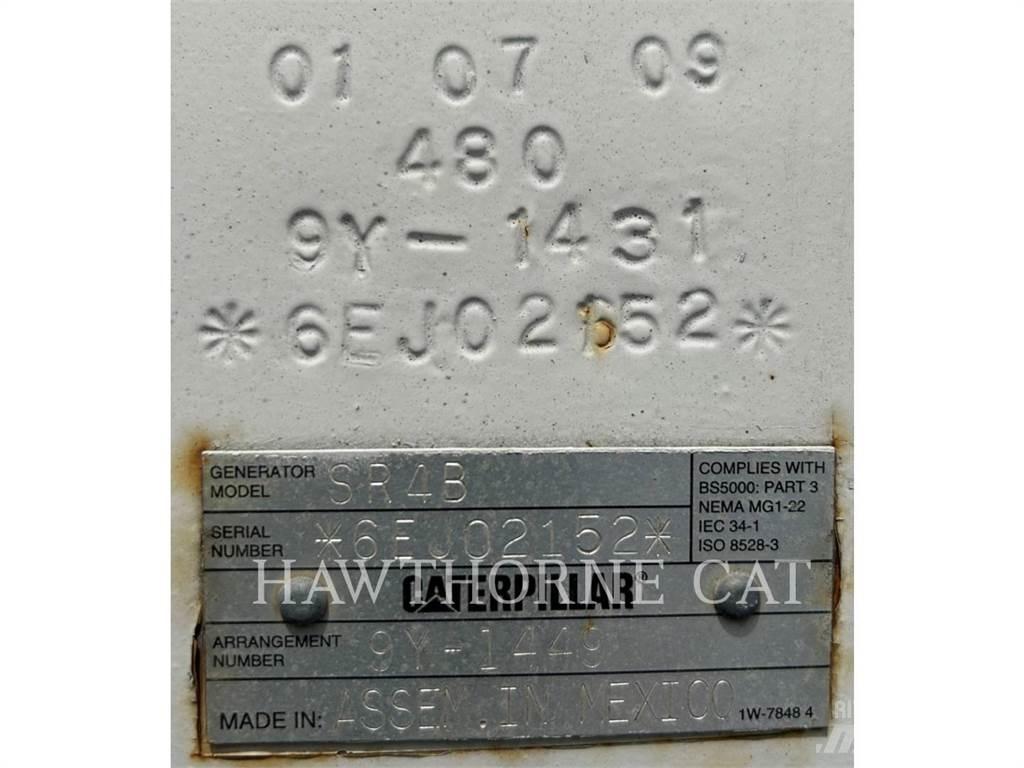 01 07 09
480
9Y-1431
*6EJ02152*
GENERATOR MODEL SR4B
SERIAL NUMBER *6EJ02152*
COMPLIES WITH
BS5000: PART 3
NEMA MG1-22
IEC 34-1
ISO 8528-3
CATERPILLAR®
HAWTHORNE CAT
ARRANGEMENT NUMBER 9Y-1449
MADE IN: ASSEM.IN MEXICO
1W-7848 4